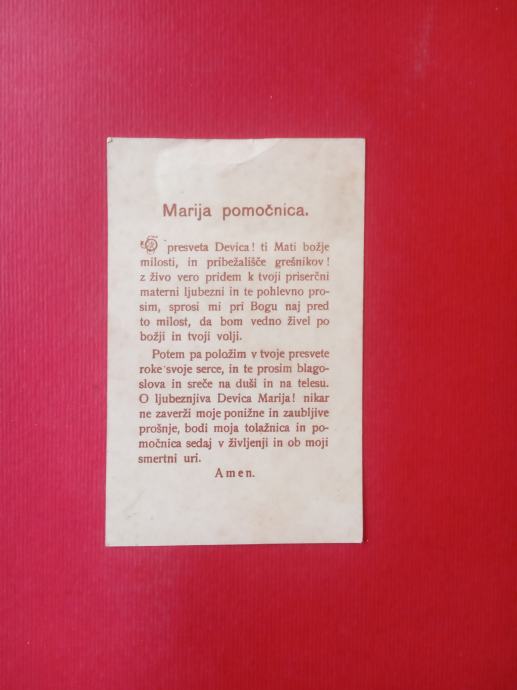 Marija pomočnica.
O presveta Devica! ti Mati božje
milosti, in pribežališče grešnikov!
z živo vero pridem k tvoji priserčni
materni ljubezni in te pohlevno pro-
sim, sprosi mi pri Bogu naj pred
to milost, da bom vedno živel po
božji in tvoji volji.
Potem pa položim v tvoje presvete
roke svoje serce, in te prosim blago-
slova in sreče na duši in na telesu.
O ljubeznjiva Devica Marija! nikar
ne zaverži moje ponižne in zaubljive
prošnje, bodi moja tolažnica in po-
močnica sedaj v življenji in ob moji
smertni uri.
Amen.